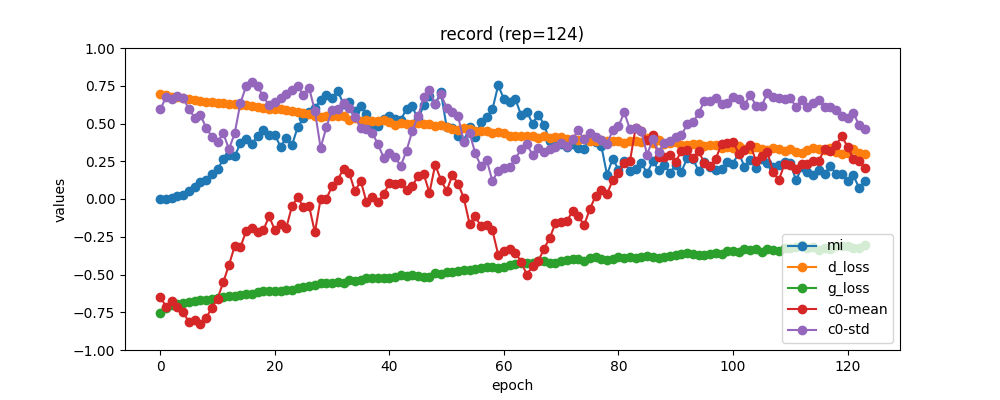 record (rep=124)
1.00
0.75
0.50
0.25
0.00
−0.25
−0.50
−0.75
−1.00
values
0
20
40
60
80
100
120
epoch
mi
d_loss
g_loss
c0-mean
c0-std